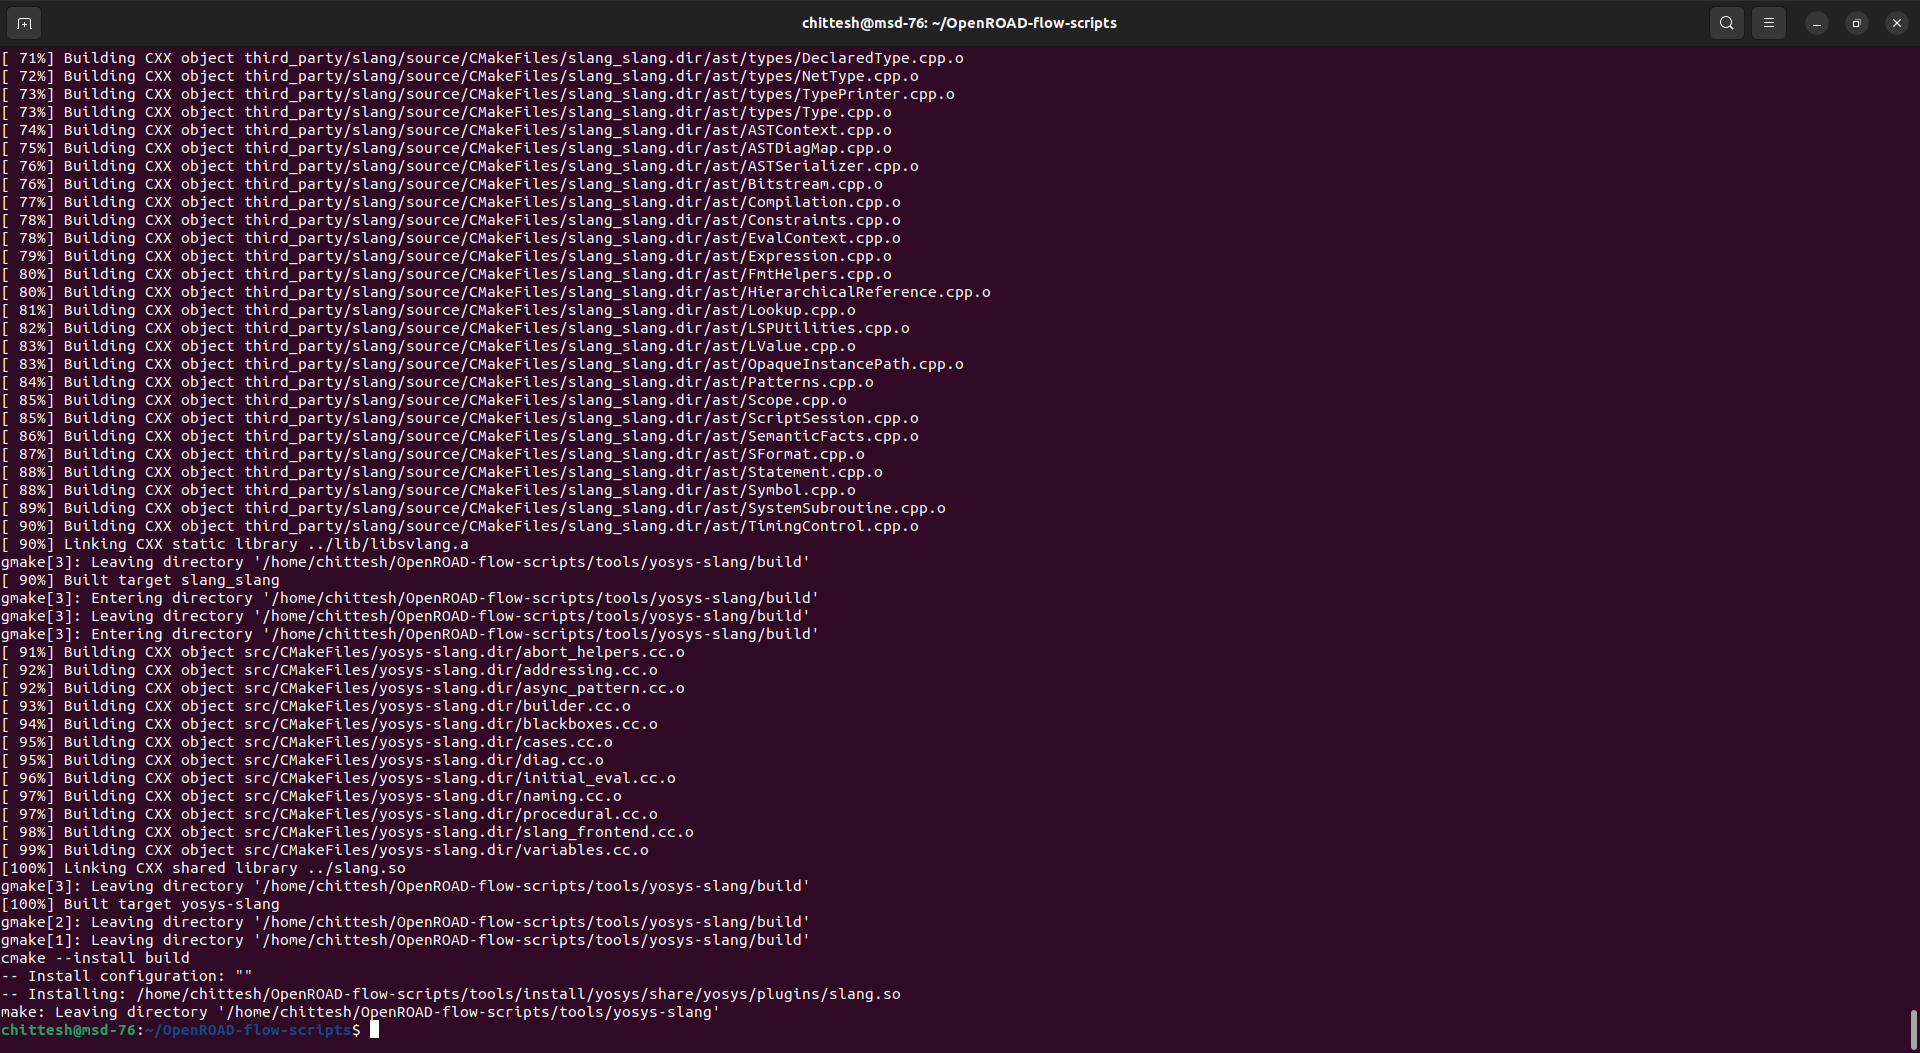 chittesh@msd-76: ~/OpenROAD-flow-scripts
[ 71%] Building CXX object third_party/slang/source/CMakeFiles/slang_slang.dir/ast/types/DeclaredType.cpp.o
[ 72%] Building CXX object third_party/slang/source/CMakeFiles/slang_slang.dir/ast/types/NetType.cpp.o
[ 73%] Building CXX object third_party/slang/source/CMakeFiles/slang_slang.dir/ast/types/TypePrinter.cpp.o
[ 73%] Building CXX object third_party/slang/source/CMakeFiles/slang_slang.dir/ast/types/Type.cpp.o
[ 74%] Building CXX object third_party/slang/source/CMakeFiles/slang_slang.dir/ast/ASTContext.cpp.o
[ 75%] Building CXX object third_party/slang/source/CMakeFiles/slang_slang.dir/ast/ASTDiagMap.cpp.o
[ 76%] Building CXX object third_party/slang/source/CMakeFiles/slang_slang.dir/ast/ASTSerializer.cpp.o
[ 76%] Building CXX object third_party/slang/source/CMakeFiles/slang_slang.dir/ast/Bitstream.cpp.o
[ 77%] Building CXX object third_party/slang/source/CMakeFiles/slang_slang.dir/ast/Compilation.cpp.o
[ 78%] Building CXX object third_party/slang/source/CMakeFiles/slang_slang.dir/ast/Constraints.cpp.o
[ 78%] Building CXX object third_party/slang/source/CMakeFiles/slang_slang.dir/ast/EvalContext.cpp.o
[ 79%] Building CXX object third_party/slang/source/CMakeFiles/slang_slang.dir/ast/Expression.cpp.o
[ 80%] Building CXX object third_party/slang/source/CMakeFiles/slang_slang.dir/ast/FmtHelpers.cpp.o
[ 80%] Building CXX object third_party/slang/source/CMakeFiles/slang_slang.dir/ast/HierarchicalReference.cpp.o
[ 81%] Building CXX object third_party/slang/source/CMakeFiles/slang_slang.dir/ast/Lookup.cpp.o
[ 82%] Building CXX object third_party/slang/source/CMakeFiles/slang_slang.dir/ast/LSPUtilities.cpp.o
[ 83%] Building CXX object third_party/slang/source/CMakeFiles/slang_slang.dir/ast/LValue.cpp.o
[ 83%] Building CXX object third_party/slang/source/CMakeFiles/slang_slang.dir/ast/OpaqueInstancePath.cpp.o
[ 84%] Building CXX object third_party/slang/source/CMakeFiles/slang_slang.dir/ast/Patterns.cpp.o
[ 85%] Building CXX object third_party/slang/source/CMakeFiles/slang_slang.dir/ast/Scope.cpp.o
[ 85%] Building CXX object third_party/slang/source/CMakeFiles/slang_slang.dir/ast/ScriptSession.cpp.o
[ 86%] Building CXX object third_party/slang/source/CMakeFiles/slang_slang.dir/ast/SemanticFacts.cpp.o
[ 87%] Building CXX object third_party/slang/source/CMakeFiles/slang_slang.dir/ast/SFormat.cpp.o
[ 88%] Building CXX object third_party/slang/source/CMakeFiles/slang_slang.dir/ast/Statement.cpp.o
[ 88%] Building CXX object third_party/slang/source/CMakeFiles/slang_slang.dir/ast/Symbol.cpp.o
[ 89%] Building CXX object third_party/slang/source/CMakeFiles/slang_slang.dir/ast/SystemSubroutine.cpp.o
[ 90%] Building CXX object third_party/slang/source/CMakeFiles/slang_slang.dir/ast/TimingControl.cpp.o
[ 90%] Linking CXX static library ../lib/libsvlang.a
gmake[3]: Leaving directory '/home/chittesh/OpenROAD-flow-scripts/tools/yosys-slang/build'
[ 90%] Built target slang_slang
gmake[3]: Entering directory '/home/chittesh/OpenROAD-flow-scripts/tools/yosys-slang/build'
gmake[3]: Leaving directory '/home/chittesh/OpenROAD-flow-scripts/tools/yosys-slang/build'
gmake[3]: Entering directory '/home/chittesh/OpenROAD-flow-scripts/tools/yosys-slang/build'
[ 91%] Building CXX object src/CMakeFiles/yosys-slang.dir/abort_helpers.cc.o
[ 92%] Building CXX object src/CMakeFiles/yosys-slang.dir/addressing.cc.o
[ 92%] Building CXX object src/CMakeFiles/yosys-slang.dir/async_pattern.cc.o
[ 93%] Building CXX object src/CMakeFiles/yosys-slang.dir/builder.cc.o
[ 94%] Building CXX object src/CMakeFiles/yosys-slang.dir/blackboxes.cc.o
[ 95%] Building CXX object src/CMakeFiles/yosys-slang.dir/cases.cc.o
[ 95%] Building CXX object src/CMakeFiles/yosys-slang.dir/diag.cc.o
[ 96%] Building CXX object src/CMakeFiles/yosys-slang.dir/initial_eval.cc.o
[ 97%] Building CXX object src/CMakeFiles/yosys-slang.dir/naming.cc.o
[ 97%] Building CXX object src/CMakeFiles/yosys-slang.dir/procedural.cc.o
[ 98%] Building CXX object src/CMakeFiles/yosys-slang.dir/slang_frontend.cc.o
[ 99%] Building CXX object src/CMakeFiles/yosys-slang.dir/variables.cc.o
[100%] Linking CXX shared library ../slang.so
gmake[3]: Leaving directory '/home/chittesh/OpenROAD-flow-scripts/tools/yosys-slang/build'
[100%] Built target yosys-slang
gmake[2]: Leaving directory '/home/chittesh/OpenROAD-flow-scripts/tools/yosys-slang/build'
gmake[1]: Leaving directory '/home/chittesh/OpenROAD-flow-scripts/tools/yosys-slang/build'
cmake --install build
-- Install configuration: ""
-- Installing: /home/chittesh/OpenROAD-flow-scripts/tools/install/yosys/share/yosys/plugins/slang.so
make: Leaving directory '/home/chittesh/OpenROAD-flow-scripts/tools/yosys-slang'
chittesh@msd-76:~/OpenROAD-flow-scripts$